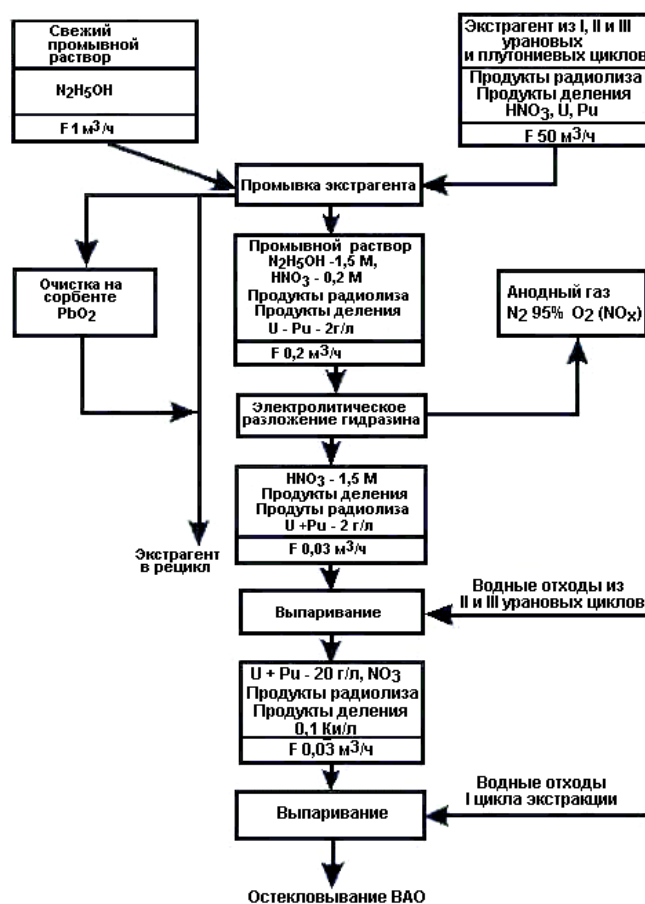 Свежий
промывной
раствор
N2H5OH
F 1 м3/ч
Экстрагент из I, II и III
урановых
и плутониевых циклов
Продукты радиолиза
Продукты деления
HNO3, U, Pu
F 50 м3/ч
Промывка экстрагента
Очистка на
сорбенте
PbO2
Промывной раствор
N2H5OH -1,5 М,
HNO3 - 0,2 М
Продукты радиолиза
Продукты деления
U - Pu - 2г/л
F 0,2 м3/ч
Анодный газ
N2 95% O2 (NOx)
Электролитическое
разложение гидразина
HNO3 - 1,5 М
Продукты деления
Продуты радиолиза
U +Pu - 2 г/л
F 0,03 м3/ч
Экстрагент
в рецикл
Выпаривание
Водные отходы из
II и III урановых циклов
U + Pu - 20 г/л, NO3
Продукты радиолиза
Продукты деления
0,1 Ки/л
F 0,03 м3/ч
Выпаривание
Водные отходы
I цикла экстракции
Остекловывание ВАО